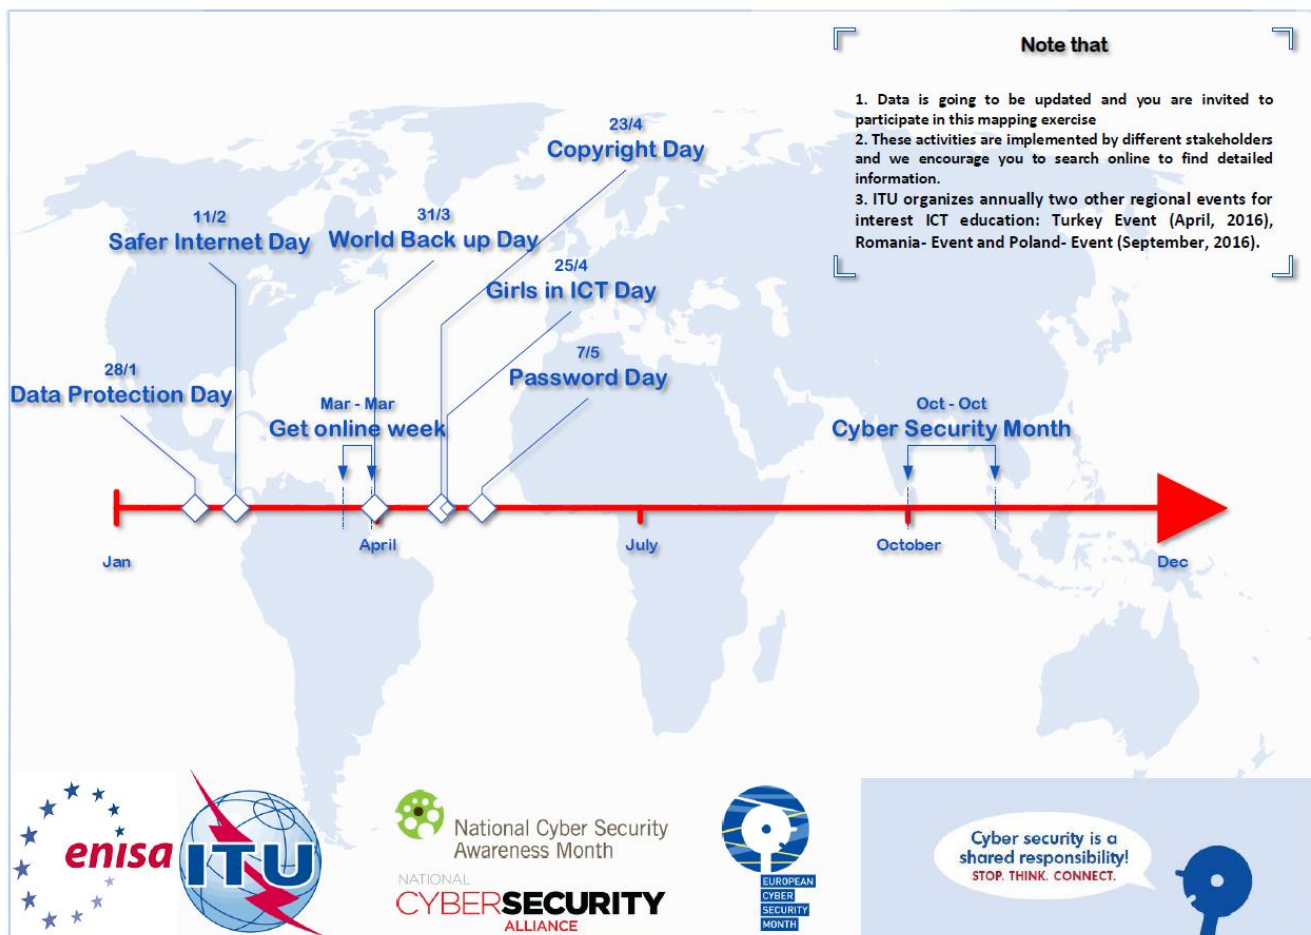 Note that
1. Data is going to be updated and you are invited to
participate in this mapping exercise
2. These activities are implemented by different stakeholders
and we encourage you to search online to find detailed
information.
3. ITU organizes annually two other regional events for
interest ICT education: Turkey Event (April, 2016),
Romania- Event and Poland- Event (September, 2016).
23/4
Copyright Day
11/2
Safer Internet Day
31/3
World Back up Day
25/4
Girls in ICT Day
28/1
Data Protection Day
7/5
Password Day
Mar - Mar
Get online week
Oct - Oct
Cyber Security Month
Jan
April
July
October
Dec
enisa
ITU
National Cyber Security
Awareness Month
NATIONAL
CYBERSECURITY
ALLIANCE
EUROPEAN
CYBER
SECURITY
MONTH
Cyber security is a
shared responsibility!
STOP. THINK. CONNECT.